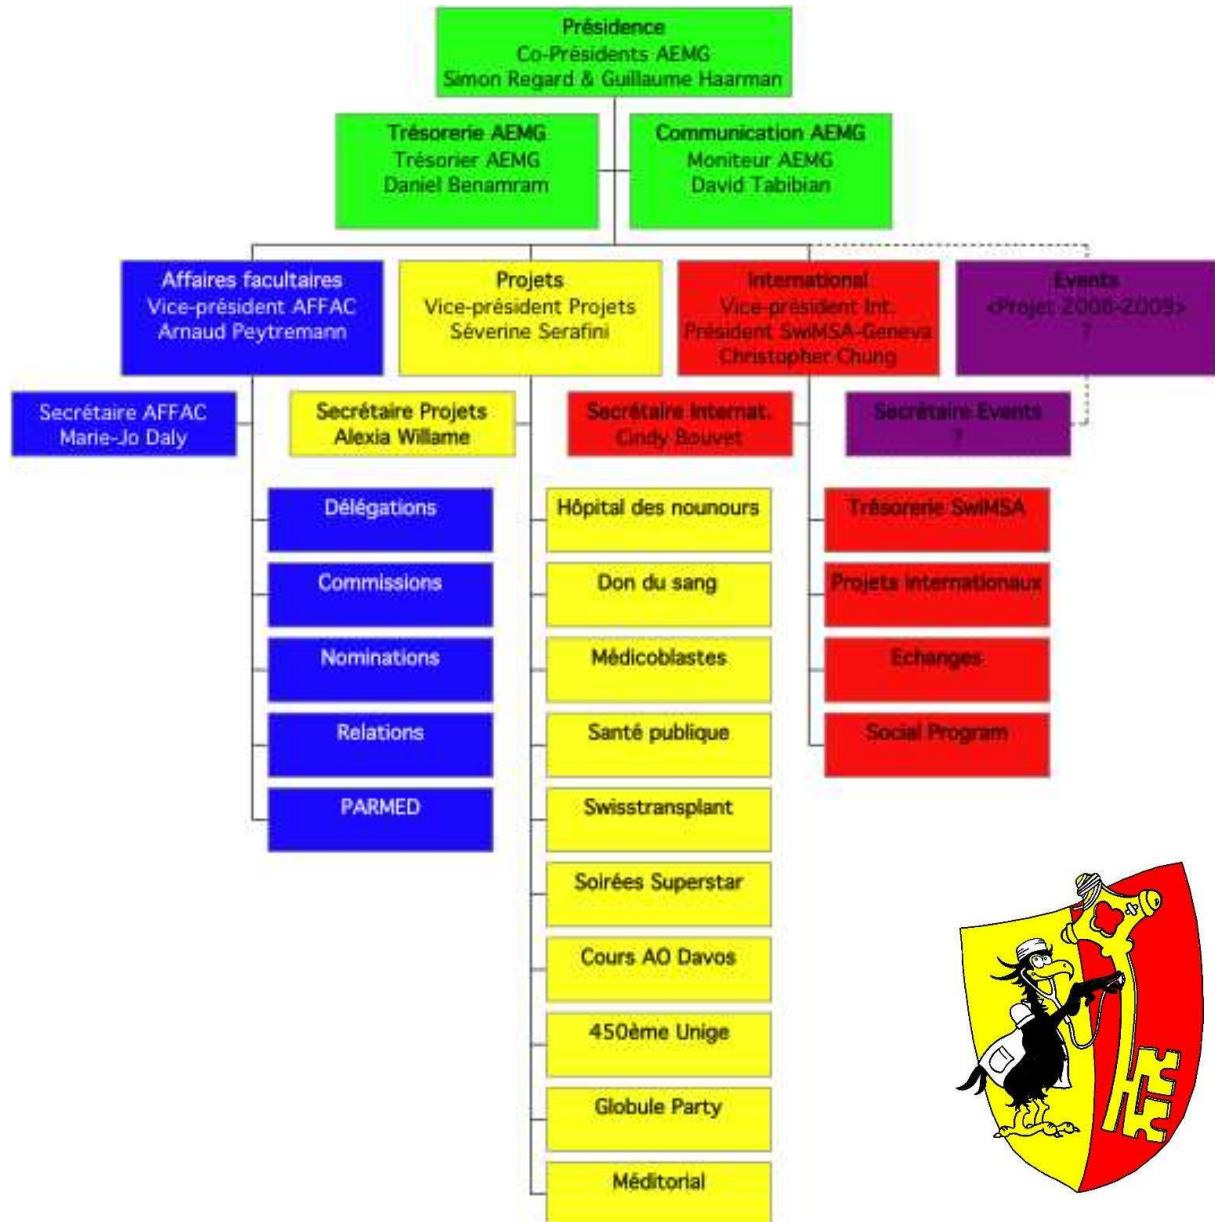 Présidence
Co-Présidents AEMG
Simon Regard & Guillaume Haarman
Trésorerie AEMG
Trésorier AEMG
Daniel Benamram
Communication AEMG
Moniteur AEMG
David Tabibian
Affaires facultaires
Vice-président AFFAC
Arnaud Peytremann
Projets
Vice-président Projets
Séverine Serafini
International
Vice-président Int.
Président SwiMSA-Geneva
Christopher Chung
Events
<Projet 2008-2009>
?
Secrétaire AFFAC
Marie-Jo Daly
Secrétaire Projets
Alexia Willame
Secrétaire Internat.
Cindy Bouvet
Secrétaire Events
?
Délégations
Commissions
Nominations
Relations
PARMED
Hôpital des nounours
Don du sang
Médicoblastes
Santé publique
Swisstransplant
Soirées Superstar
Cours AO Davos
450ème Unige
Globule Party
Méditorial
Trésorerie SwiMSA
Projets internationaux
Echanges
Social Program